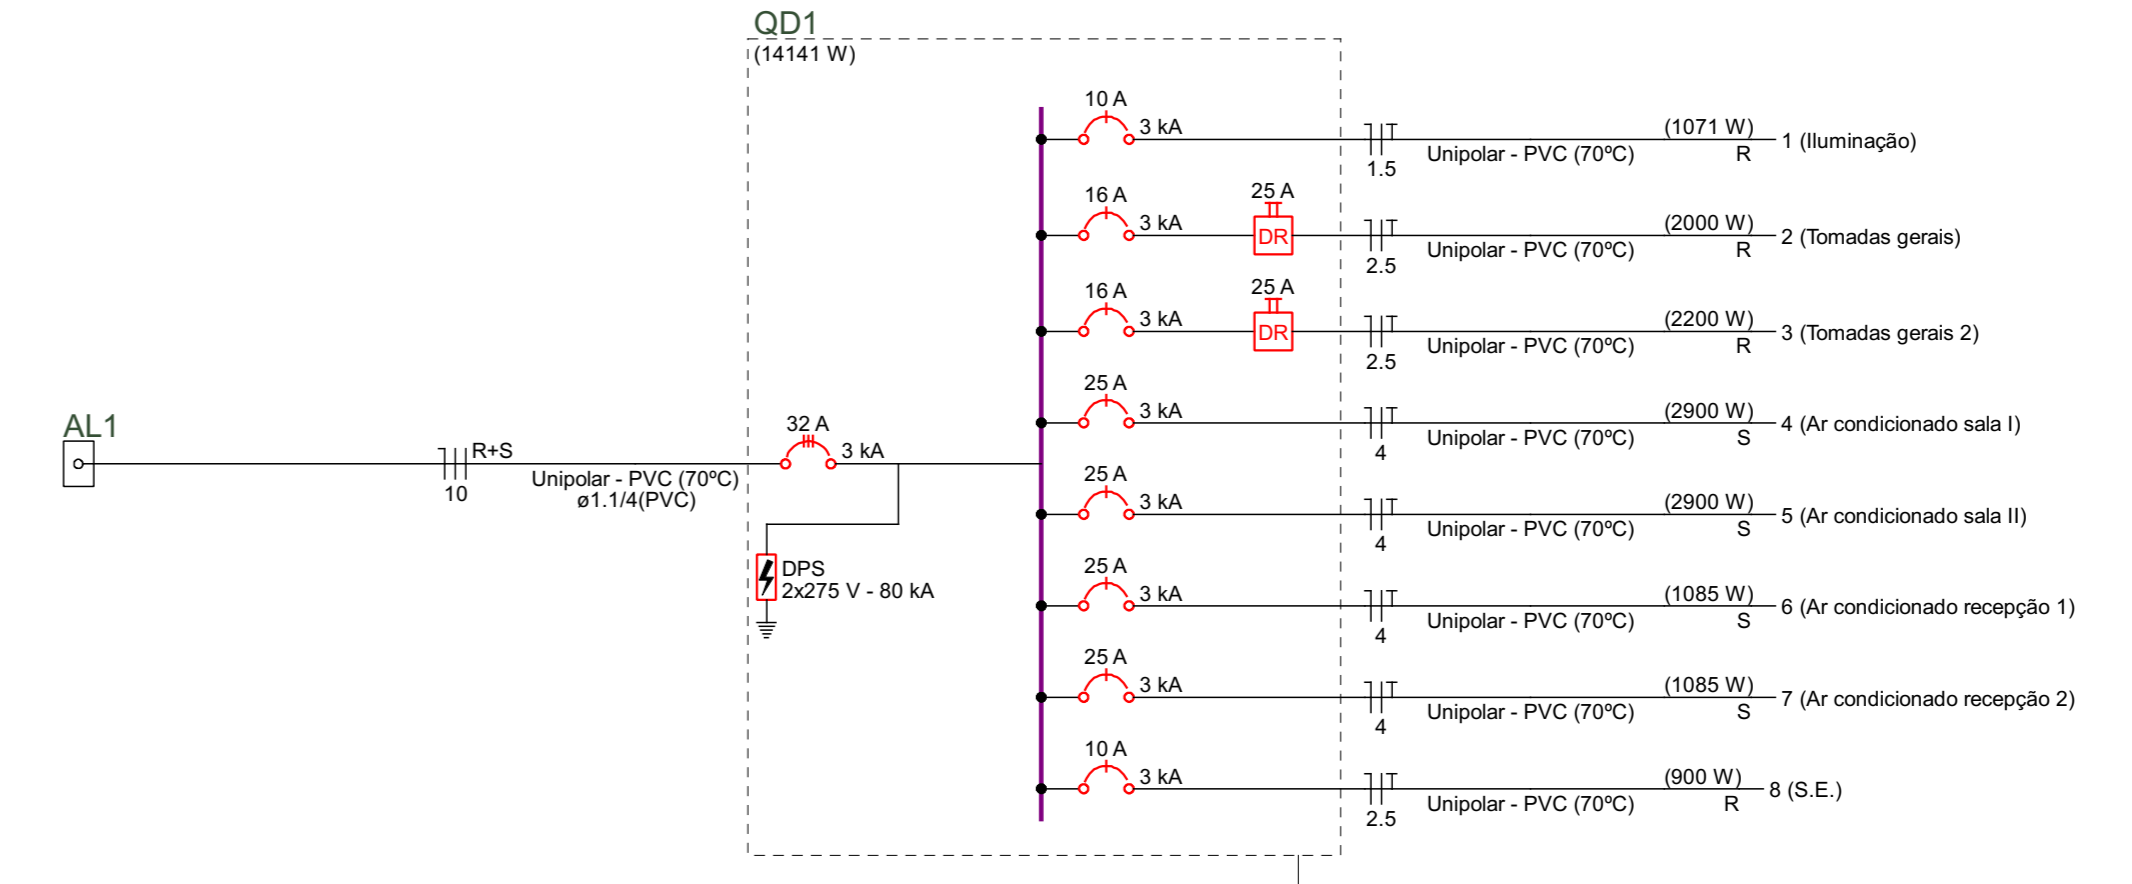 QD1
(14141 W)
10 A
3 kA
1.5
Unipolar - PVC (70ºC)
(1071 W)
R
1 (Iluminação)
16 A
3 kA
25 A
DR
2.5
Unipolar - PVC (70ºC)
(2000 W)
R
2 (Tomadas gerais)
16 A
3 kA
25 A
DR
2.5
Unipolar - PVC (70ºC)
(2200 W)
R
3 (Tomadas gerais 2)
25 A
3 kA
4
Unipolar - PVC (70ºC)
(2900 W)
S
4 (Ar condicionado sala I)
AL1
R+S
10
Unipolar - PVC (70ºC)
ø1.1/4(PVC)
32 A
3 kA
DPS
2x275 V - 80 kA
25 A
3 kA
4
Unipolar - PVC (70ºC)
(2900 W)
S
5 (Ar condicionado sala II)
25 A
3 kA
4
Unipolar - PVC (70ºC)
(1085 W)
S
6 (Ar condicionado recepção 1)
25 A
3 kA
4
Unipolar - PVC (70ºC)
(1085 W)
S
7 (Ar condicionado recepção 2)
10 A
3 kA
2.5
Unipolar - PVC (70ºC)
(900 W)
R
8 (S.E.)